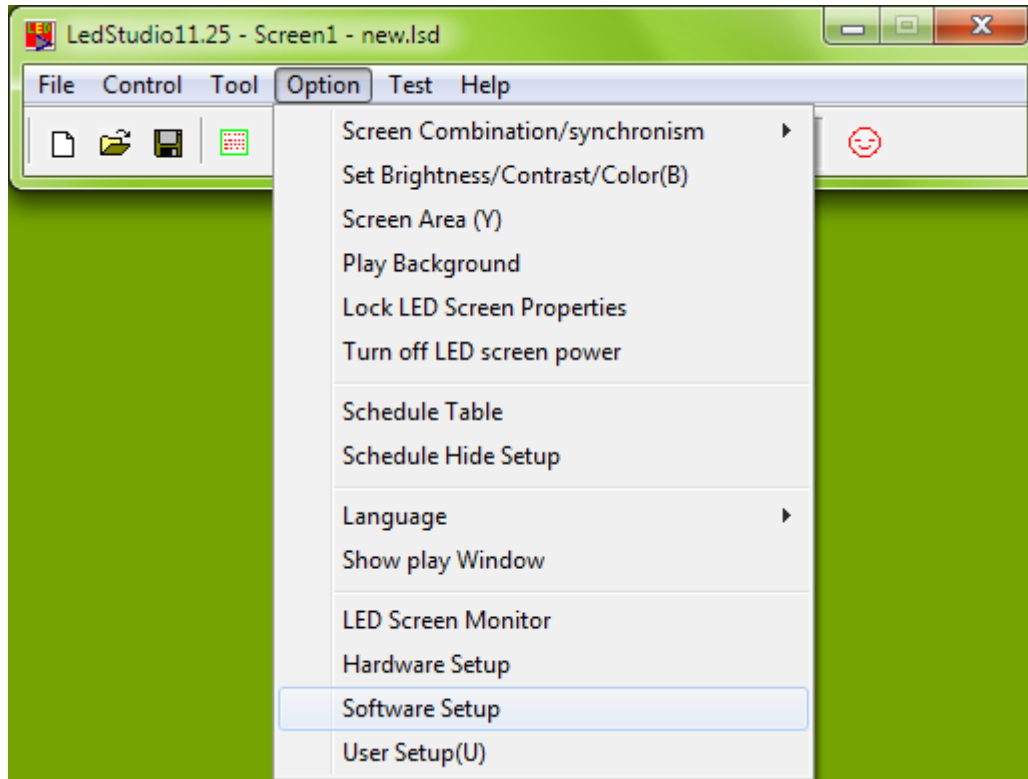 LedStudio11.25 - Screen1 - new.lsd
File Control Tool Option Test Help
Screen Combination/synchronism
Set Brightness/Contrast/Color(B)
Screen Area (Y)
Play Background
Lock LED Screen Properties
Turn off LED screen power
Schedule Table
Schedule Hide Setup
Language
Show play Window
LED Screen Monitor
Hardware Setup
Software Setup
User Setup(U)